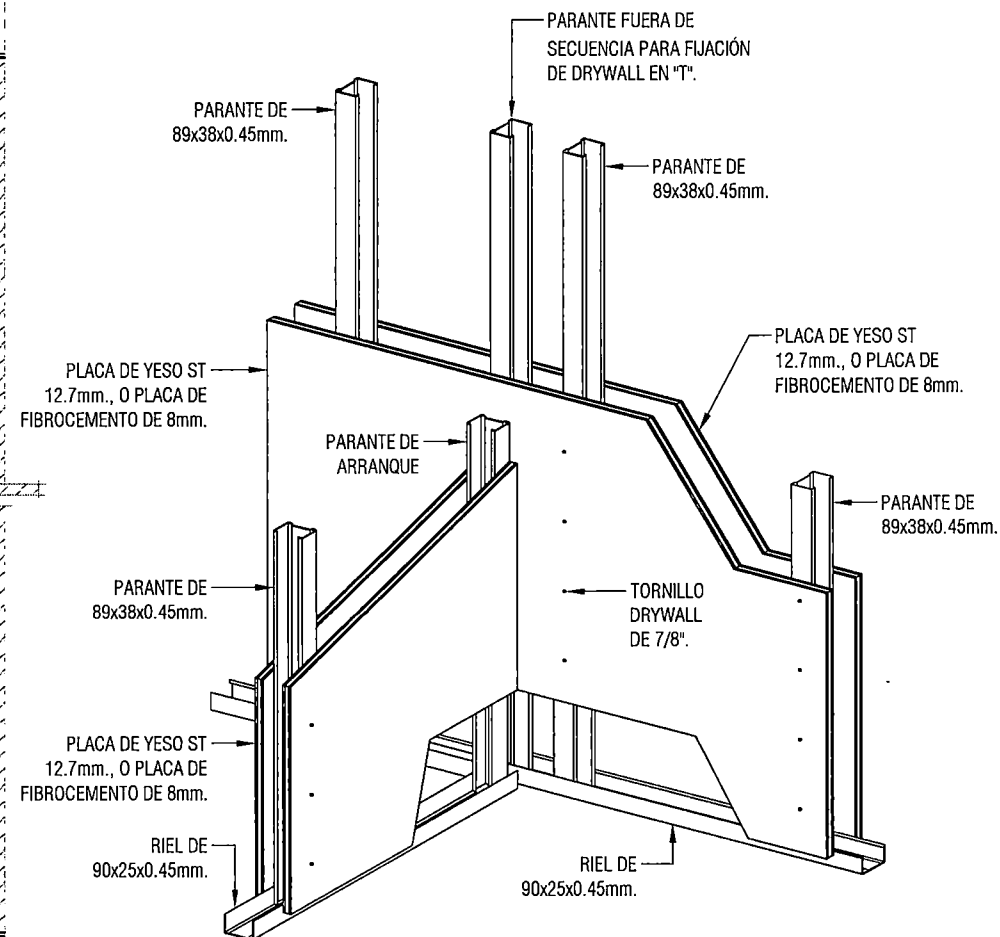 PARANTE FUERA DE
SECUENCIA PARA FIJACIÓN
DE DRYWALL EN "T".
PARANTE DE
89x38x0.45mm.
PARANTE DE
89x38x0.45mm.
PLACA DE YESO ST
12.7mm., O PLACA DE
FIBROCEMENTO DE 8mm.
PLACA DE YESO ST
12.7mm., O PLACA DE
FIBROCEMENTO DE 8mm.
PARANTE DE
ARRANQUE
PARANTE DE
89x38x0.45mm.
PARANTE DE
89x38x0.45mm.
TORNILLO
DRYWALL
DE 7/8".
PLACA DE YESO ST
12.7mm., O PLACA DE
FIBROCEMENTO DE 8mm.
RIEL DE
90x25x0.45mm.
RIEL DE
90x25x0.45mm.